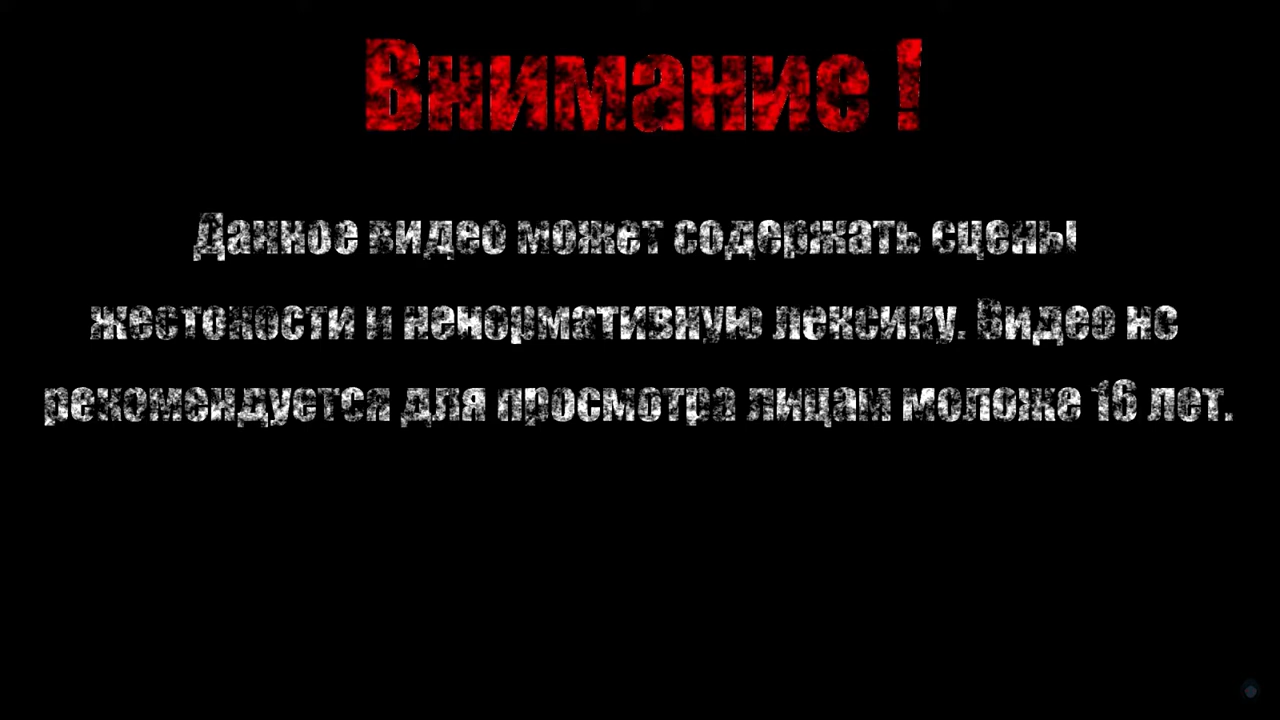 Внимание !
Данное видео может содержать сцены
жестокости и ненормативную лексику. Видео не
рекомендуется для просмотра лицам моложе 16 лет.